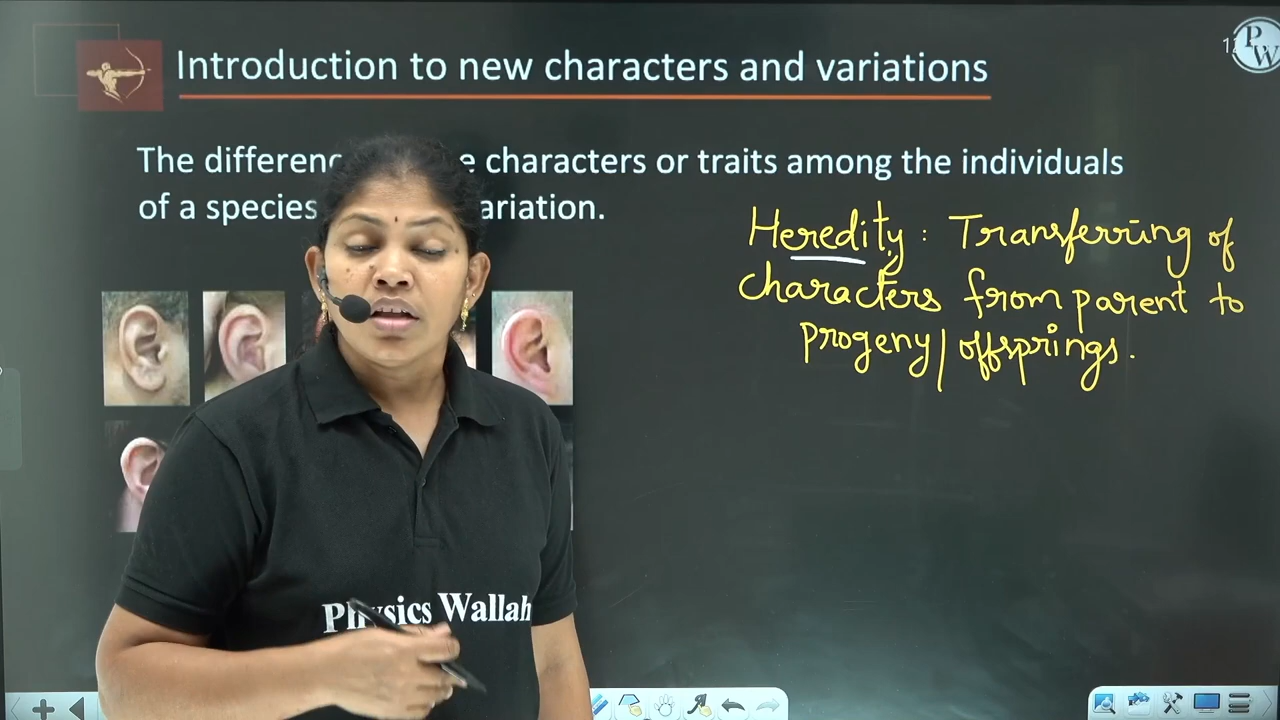 Introduction to new characters and variations
1
P
W
The differenc e characters or traits among the individuals
of a species ariation.
Heredity : Transferring of
characters from parent to
progeny/offsprings.
Physics Wallah